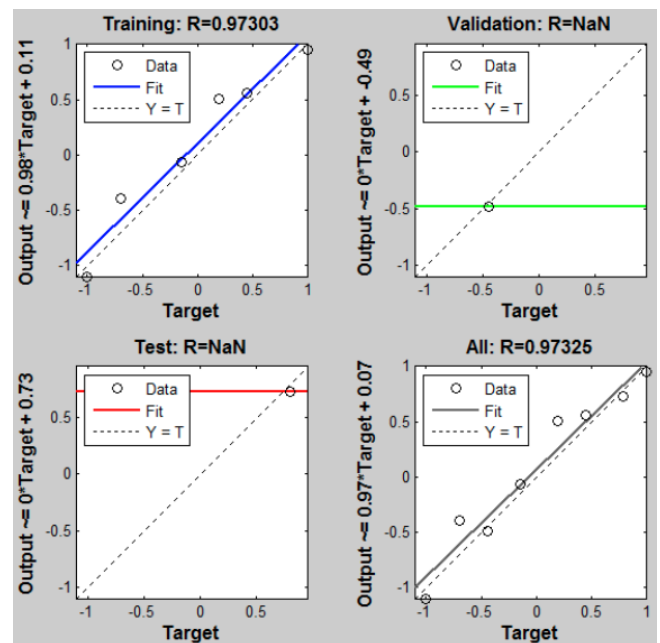 Training: R=0.97303
Output ~= 0.98*Target + 0.11
1
0.5
0
-0.5
-1
Data
Fit
Y = T
-1
-0.5
0
0.5
1
Target
Validation: R=NaN
Output ~= 0*Target + -0.49
0.5
0
-0.5
-1
Data
Fit
Y = T
-1
-0.5
0
0.5
Target
Test: R=NaN
Output ~= 0*Target + 0.73
0.5
0
-0.5
-1
Data
Fit
Y = T
-1
-0.5
0
0.5
Target
All: R=0.97325
Output ~= 0.97*Target + 0.07
1
0.5
0
-0.5
-1
Data
Fit
Y = T
-1
-0.5
0
0.5
1
Target